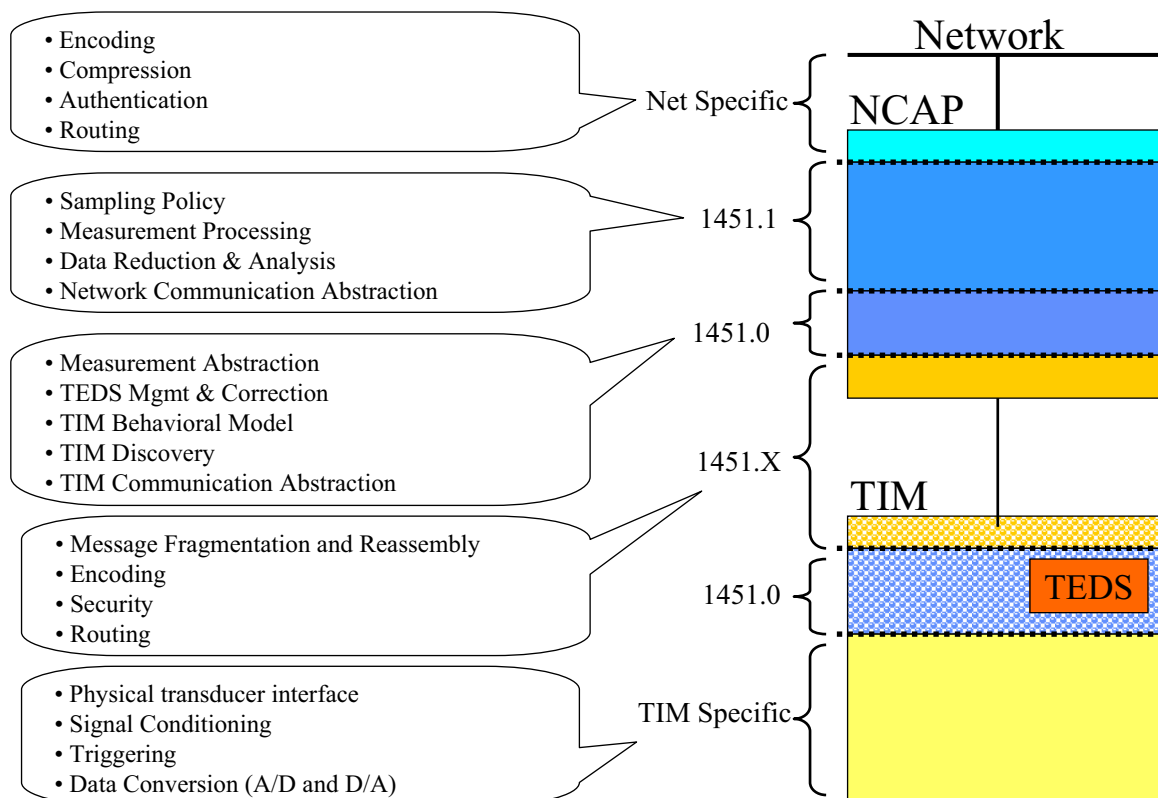 • Encoding
• Compression
• Authentication
• Routing
Network
Net Specific
NCAP
• Sampling Policy
• Measurement Processing
• Data Reduction & Analysis
• Network Communication Abstraction
1451.1
1451.0
• Measurement Abstraction
• TEDS Mgmt & Correction
• TIM Behavioral Model
• TIM Discovery
• TIM Communication Abstraction
1451.X
TIM
• Message Fragmentation and Reassembly
• Encoding
• Security
• Routing
1451.0
TEDS
• Physical transducer interface
• Signal Conditioning
• Triggering
• Data Conversion (A/D and D/A)
TIM Specific